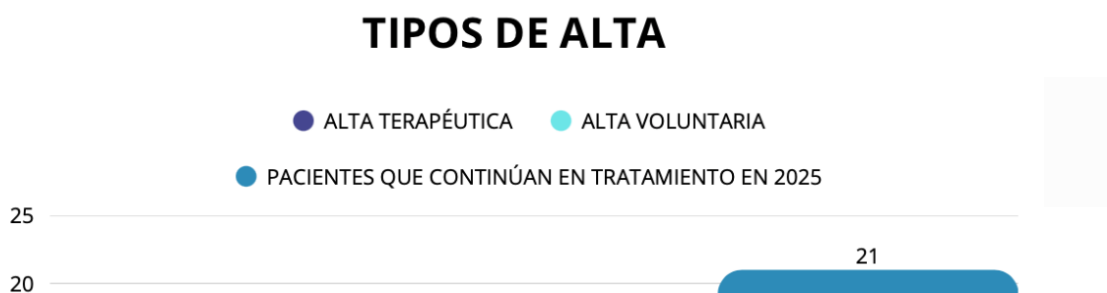 TIPOS DE ALTA
ALTA TERAPÉUTICA ALTA VOLUNTARIA
PACIENTES QUE CONTINÚAN EN TRATAMIENTO EN 2025
25
21
20